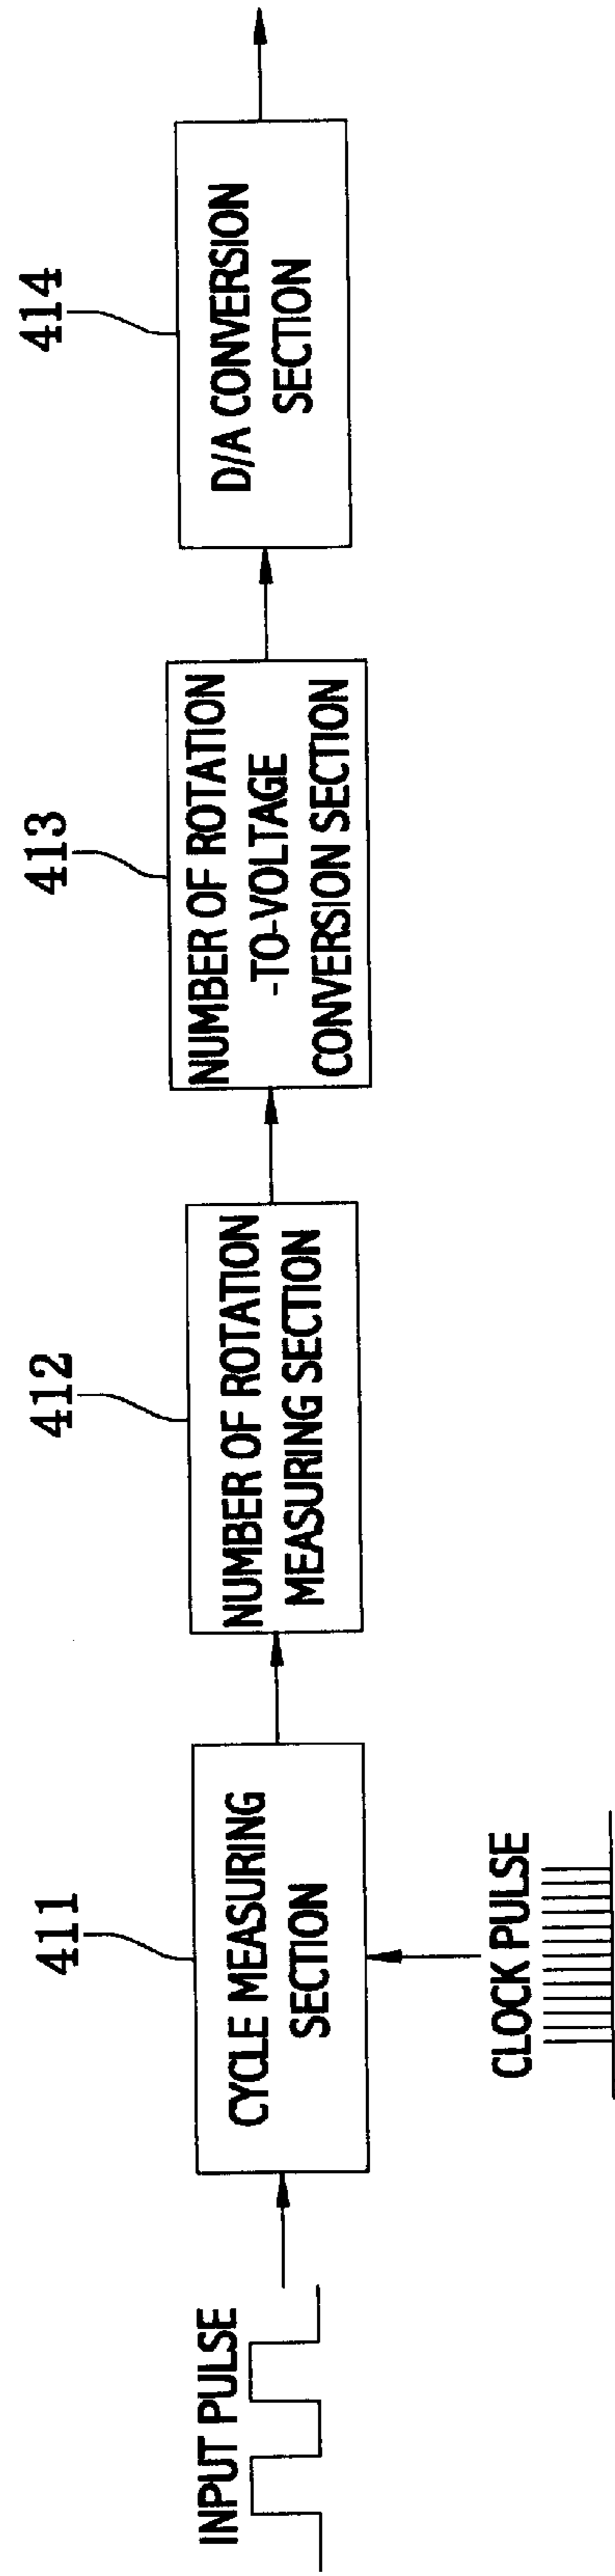 INPUT PULSE
411
CYCLE MEASURING
SECTION
CLOCK PULSE
412
NUMBER OF ROTATION
MEASURING SECTION
413
NUMBER OF ROTATION
-TO-VOLTAGE
CONVERSION SECTION
414
D/A CONVERSION
SECTION